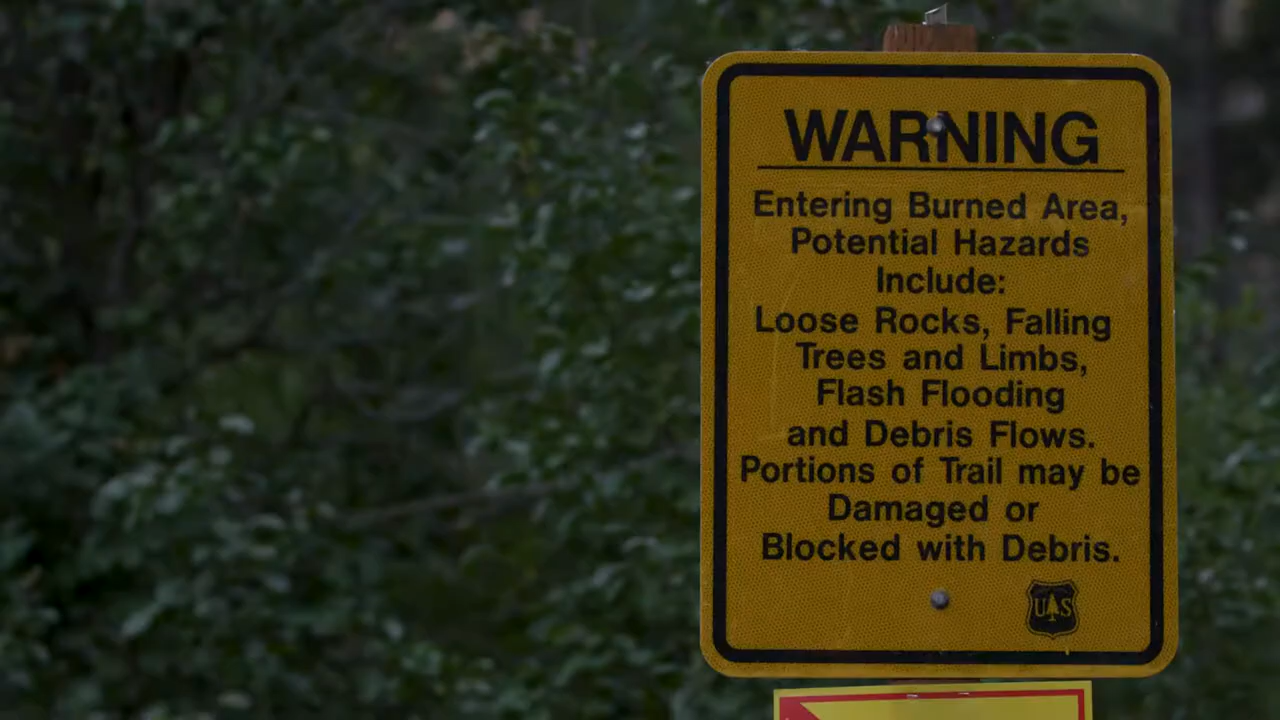 WARNING
Entering Burned Area,
Potential Hazards
Include:
Loose Rocks, Falling
Trees and Limbs,
Flash Flooding
and Debris Flows.
Portions of Trail may be
Damaged or
Blocked with Debris.
U S